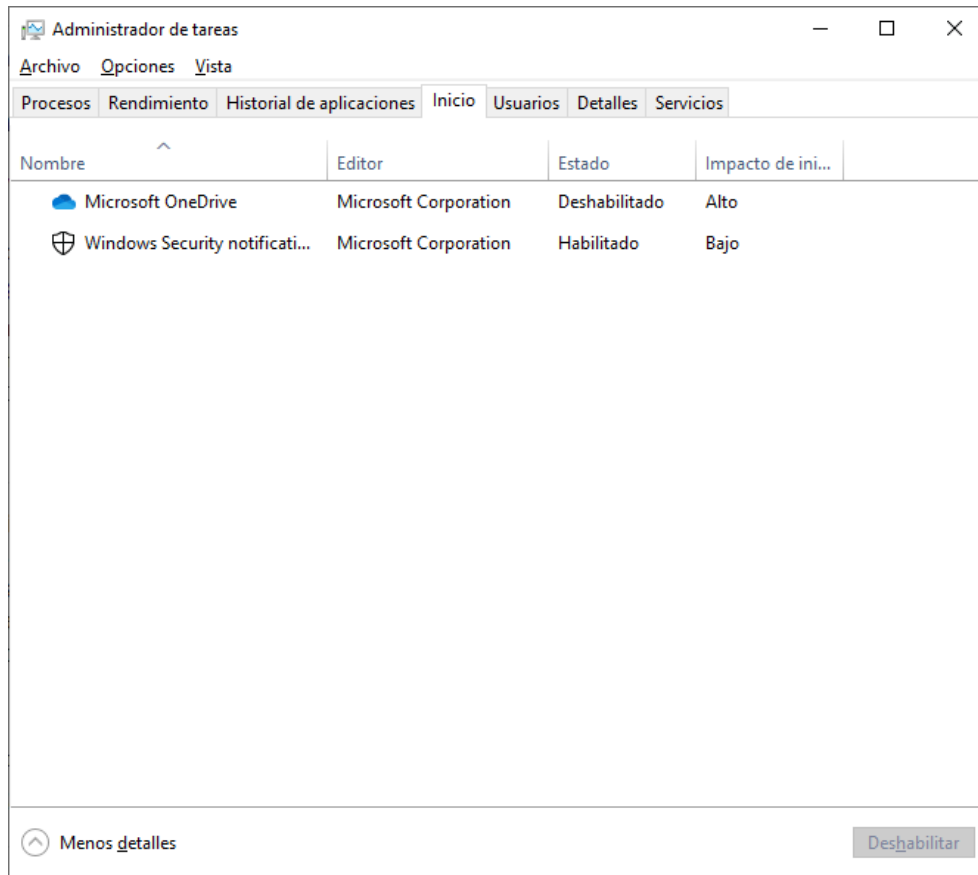 Administrador de tareas
Archivo Opciones Vista
Procesos Rendimiento Historial de aplicaciones Inicio Usuarios Detalles Servicios
Nombre Editor Estado Impacto de ini...
Microsoft OneDrive Microsoft Corporation Deshabilitado Alto
Windows Security notificati... Microsoft Corporation Habilitado Bajo
Menos detalles Deshabilitar